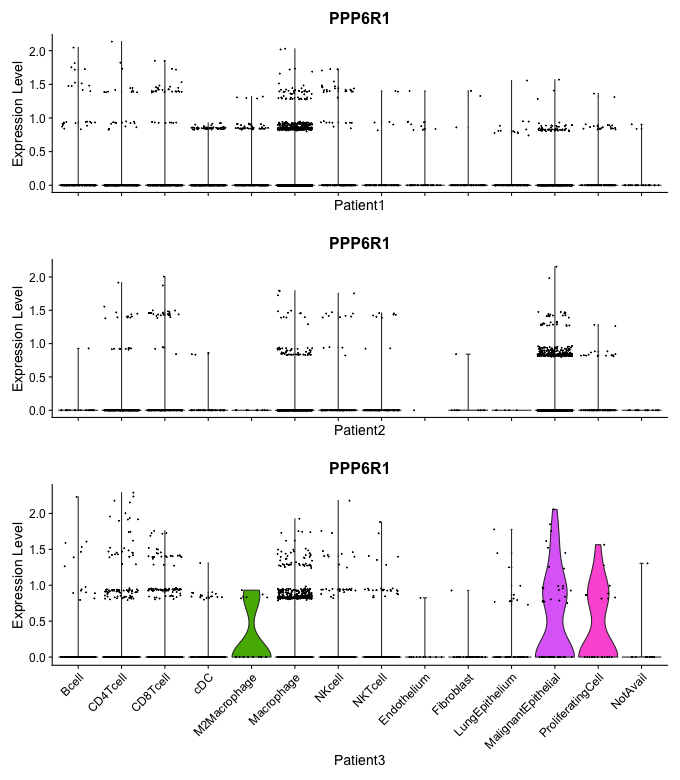 PPP6R1
Expression Level
2.0
1.5
1.0
0.5
0.0
Patient1
PPP6R1
Expression Level
2.0
1.5
1.0
0.5
0.0
Patient2
PPP6R1
Expression Level
2.0
1.5
1.0
0.5
0.0
Bcell
CD4Tcell
CD8Tcell
cDC
M2Macrophage
Macrophage
NKcell
NKTcell
Endothelium
Fibroblast
LungEpithelium
MalignantEpithelial
ProliferatingCell
NotAvail
Patient3